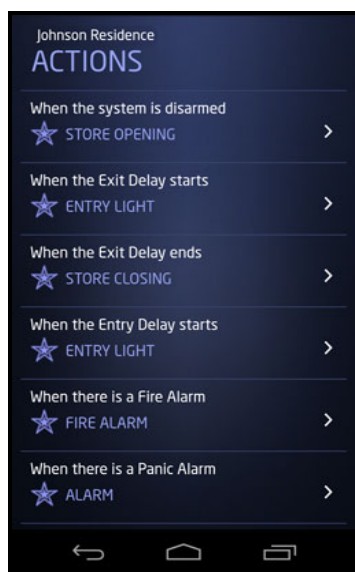 Johnson Residence
ACTIONS
When the system is disarmed
STORE OPENING
When the Exit Delay starts
ENTRY LIGHT
When the Exit Delay ends
STORE CLOSING
When the Entry Delay starts
ENTRY LIGHT
When there is a Fire Alarm
FIRE ALARM
When there is a Panic Alarm
ALARM